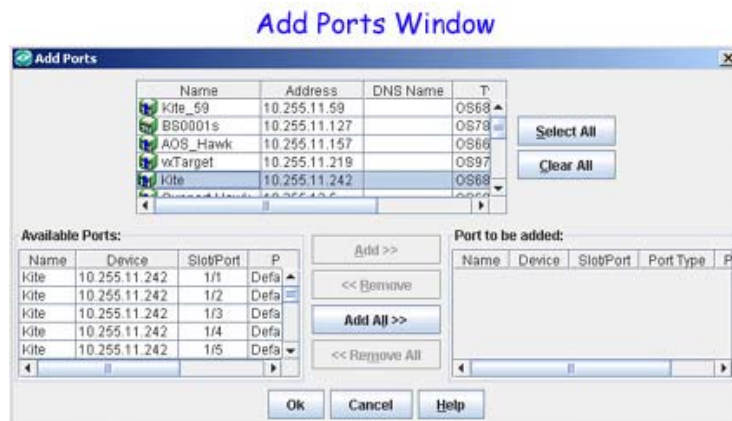 Add Ports Window
Add Ports
Name Address DNS Name
Kite_59 10.255.11.59 OS68
BS0001s 10.255.11.127 OS78
AOS_Hawk 10.255.11.157 OS66
vxTarget 10.255.11.219 OS97
Kite 10.255.11.242 OS68
Select All
Clear All
Available Ports:
Name Device Slot/Port P
Kite 10.255.11.242 1/1 Defa
Kite 10.255.11.242 1/2 Defa
Kite 10.255.11.242 1/3 Defa
Kite 10.255.11.242 1/4 Defa
Kite 10.255.11.242 1/5 Defa
Add >>
<< Remove
Add All >>
<< Remove All
Port to be added:
Name Device Slot/Port Port Type P
Ok Cancel Help